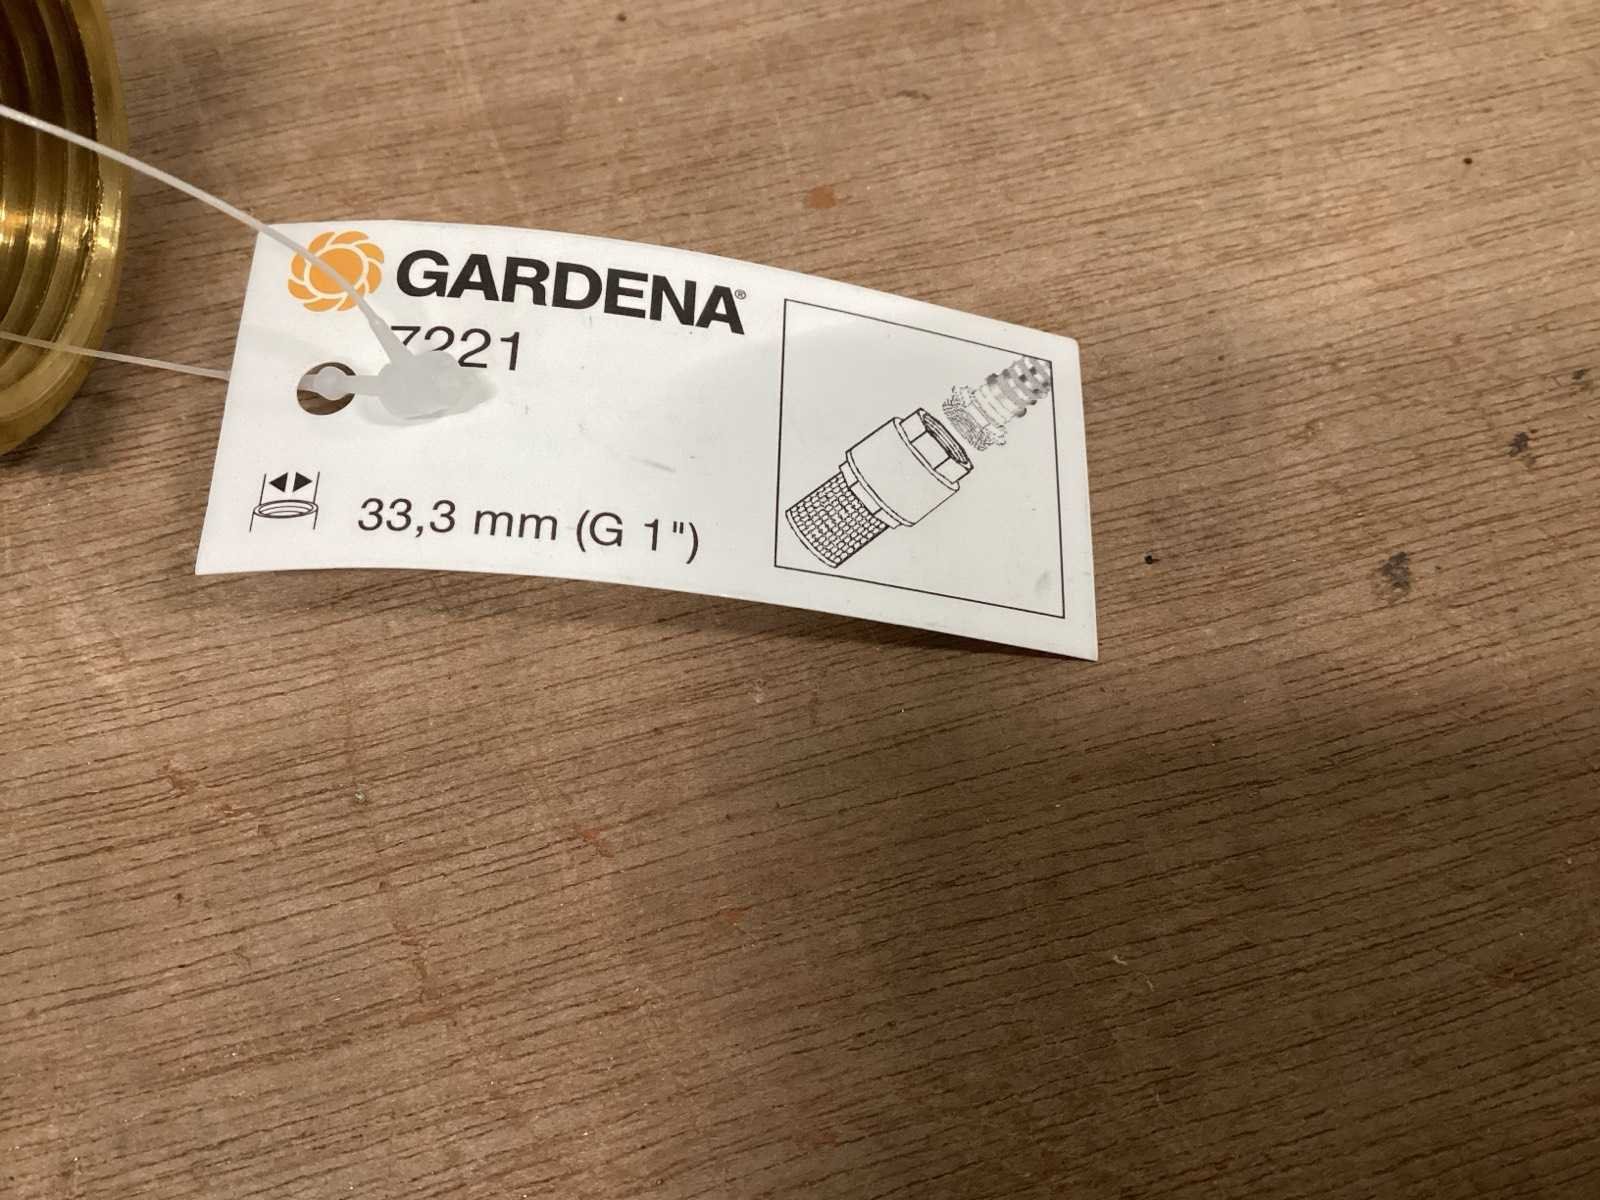 GARDENA®
7221
33,3 mm (G 1")